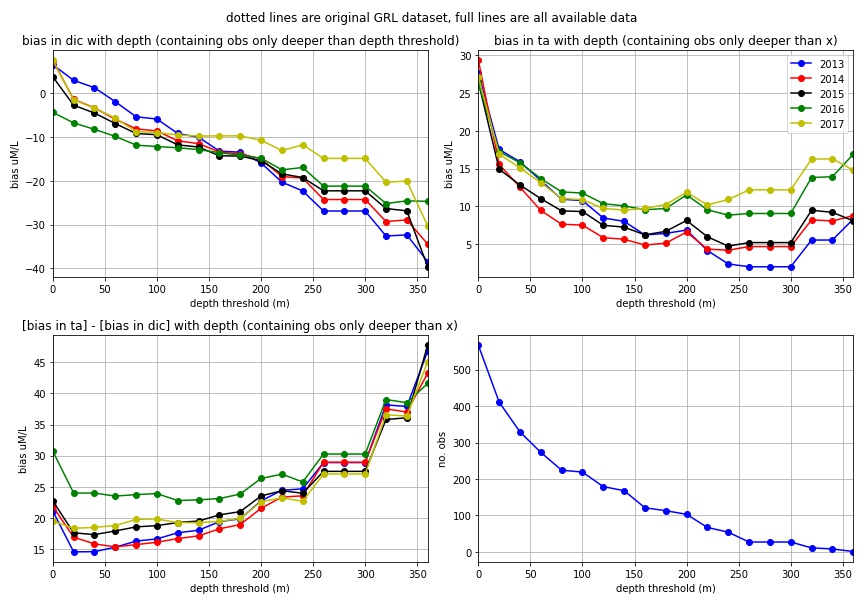 dotted lines are original GRL dataset, full lines are all available data
bias in dic with depth (containing obs only deeper than depth threshold)
bias in ta with depth (containing obs only deeper than x)
bias uM/L
0
−10
−20
−30
−40
0 50 100 150 200 250 300 350
depth threshold (m)
bias uM/L
30
25
20
15
10
5
0 50 100 150 200 250 300 350
depth threshold (m)
2013
2014
2015
2016
2017
[bias in ta] - [bias in dic] with depth (containing obs only deeper than x)
bias uM/L
45
40
35
30
25
20
15
0 50 100 150 200 250 300 350
depth threshold (m)
no. obs
500
400
300
200
100
0
0 50 100 150 200 250 300 350
depth threshold (m)